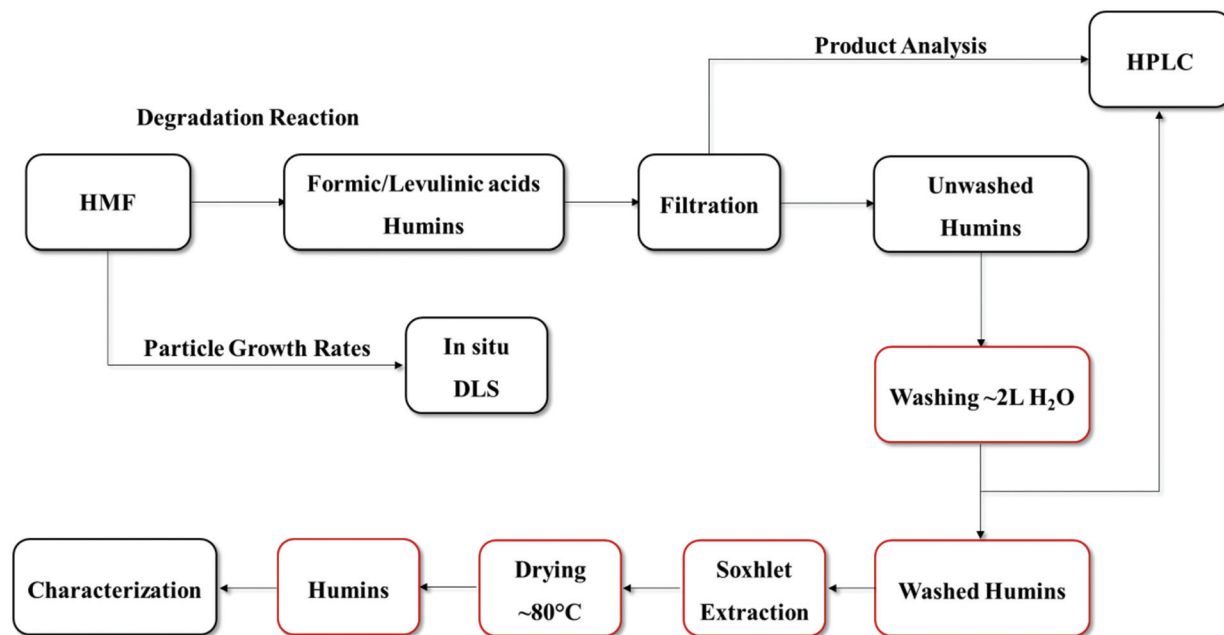 Product Analysis
HPLC
Degradation Reaction
HMF
Formic/Levulinic acids
Humins
Filtration
Unwashed
Humins
Particle Growth Rates
In situ
DLS
Washing ~2L H₂O
Characterization
Humins
Drying
~80°C
Soxhlet
Extraction
Washed Humins